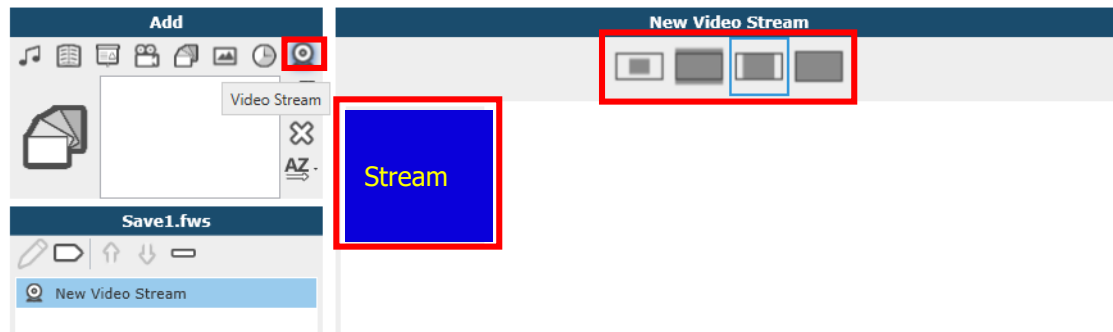 Add
New Video Stream
Video Stream
AZ
Stream
Save1.fws
New Video Stream